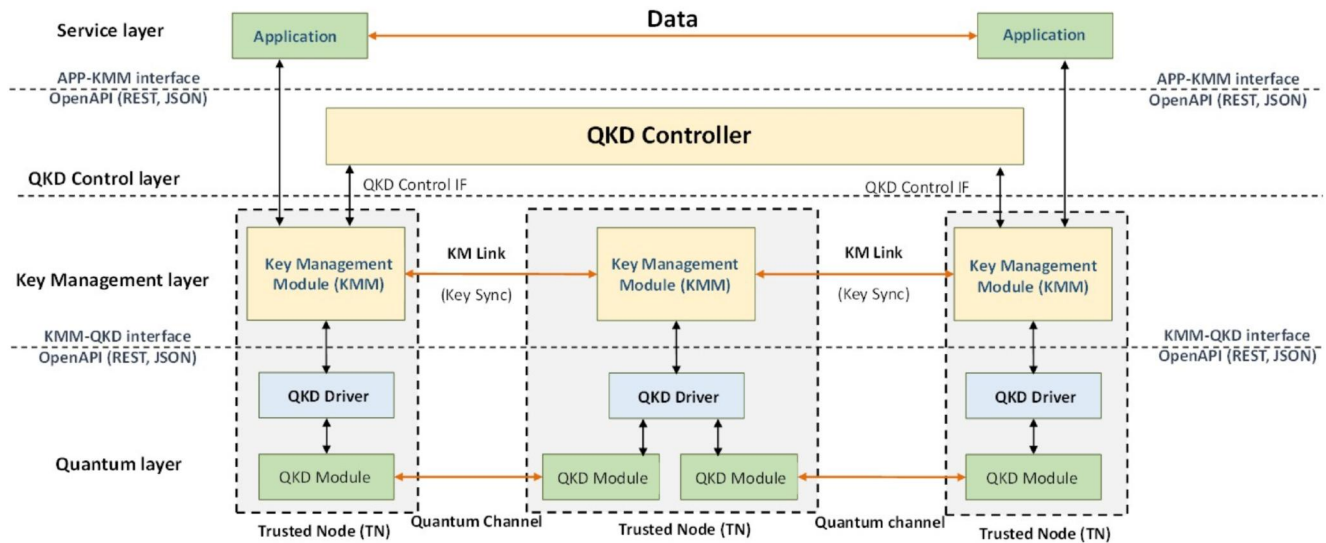 Data
Service layer
Application
Application
APP-KMM interface
OpenAPI (REST, JSON)
APP-KMM interface
OpenAPI (REST, JSON)
QKD Controller
QKD Control layer
QKD Control IF
QKD Control IF
Key Management layer
Key Management
Module (KMM)
KM Link
(Key Sync)
Key Management
Module (KMM)
KM Link
(Key Sync)
Key Management
Module (KMM)
KMM-QKD interface
OpenAPI (REST, JSON)
KMM-QKD interface
OpenAPI (REST, JSON)
QKD Driver
QKD Driver
QKD Driver
Quantum layer
QKD Module
QKD Module
QKD Module
QKD Module
Trusted Node (TN)
Quantum Channel
Trusted Node (TN)
Quantum channel
Trusted Node (TN)